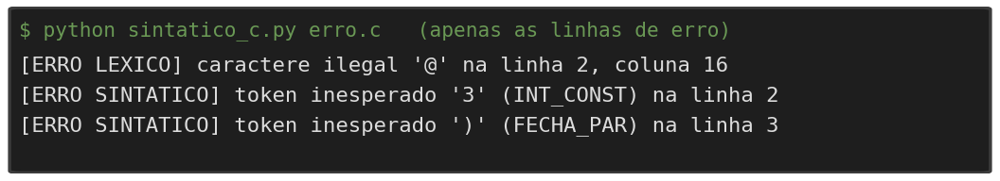 $ python sintatico_c.py erro.c   (apenas as linhas de erro)
[ERRO LEXICO] caractere ilegal '@' na linha 2, coluna 16
[ERRO SINTATICO] token inesperado '3' (INT_CONST) na linha 2
[ERRO SINTATICO] token inesperado ')' (FECHA_PAR) na linha 3